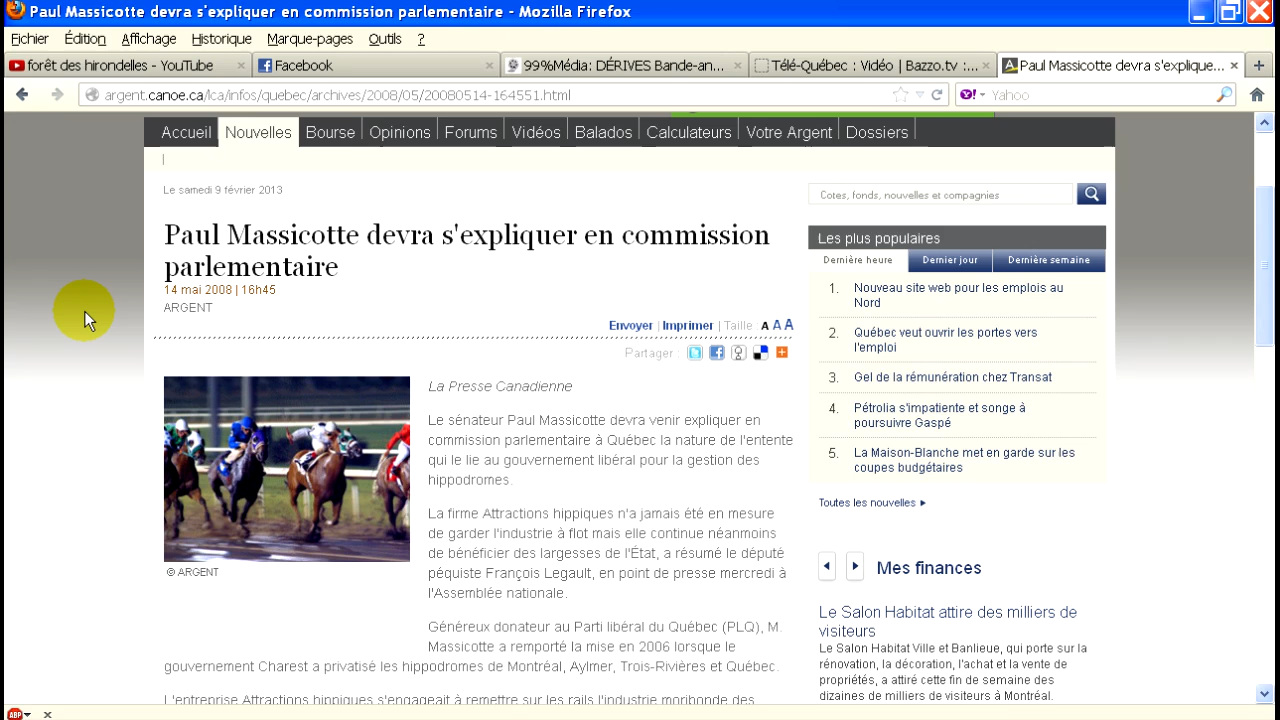 Paul Massicotte devra s'expliquer en commission parlementaire - Mozilla Firefox
Fichier Édition Affichage Historique Marque-pages Outils ?
forêt des hirondelles - YouTube
Facebook
99%Média: DÉRIVES Bande-an...
Télé-Québec : Vidéo | Bazzo.tv :...
Paul Massicotte devra s'explique...
argent.canoe.ca/lca/infos/quebec/archives/2008/05/20080514-164551.html
Yahoo
Accueil Nouvelles Bourse Opinions Forums Vidéos Balados Calculateurs Votre Argent Dossiers
Le samedi 9 février 2013
Paul Massicotte devra s'expliquer en commission
parlementaire
14 mai 2008 | 16h45
ARGENT
Envoyer | Imprimer | Taille A A A
Partager :
La Presse Canadienne
Le sénateur Paul Massicotte devra venir expliquer en
commission parlementaire à Québec la nature de l'entente
qui le lie au gouvernement libéral pour la gestion des
hippodromes.
La firme Attractions hippiques n'a jamais été en mesure
de garder l'industrie à flot mais elle continue néanmoins
de bénéficier des largesses de l'État, a résumé le député
péquiste François Legault, en point de presse mercredi à
l'Assemblée nationale.
© ARGENT
Généreux donateur au Parti libéral du Québec (PLQ), M.
Massicotte a remporté la mise en 2006 lorsque le
gouvernement Charest a privatisé les hippodromes de Montréal, Aylmer, Trois-Rivières et Québec.
L'entreprise Attractions hippiques s'engageait à remettre sur les rails l'industrie moribonde des
Cotes, fonds, nouvelles et compagnies
Les plus populaires
Dernière heure Dernier jour Dernière semaine
1. Nouveau site web pour les emplois au
Nord
2. Québec veut ouvrir les portes vers
l'emploi
3. Gel de la rémunération chez Transat
4. Pétrolia s'impatiente et songe à
poursuivre Gaspé
5. La Maison-Blanche met en garde sur les
coupes budgétaires
Toutes les nouvelles
Mes finances
Le Salon Habitat attire des milliers de
visiteurs
Le Salon Habitat Ville et Banlieue, qui porte sur la
rénovation, la décoration, l'achat et la vente de
propriétés, a attiré cette fin de semaine des
dizaines de milliers de visiteurs à Montréal.
ABP